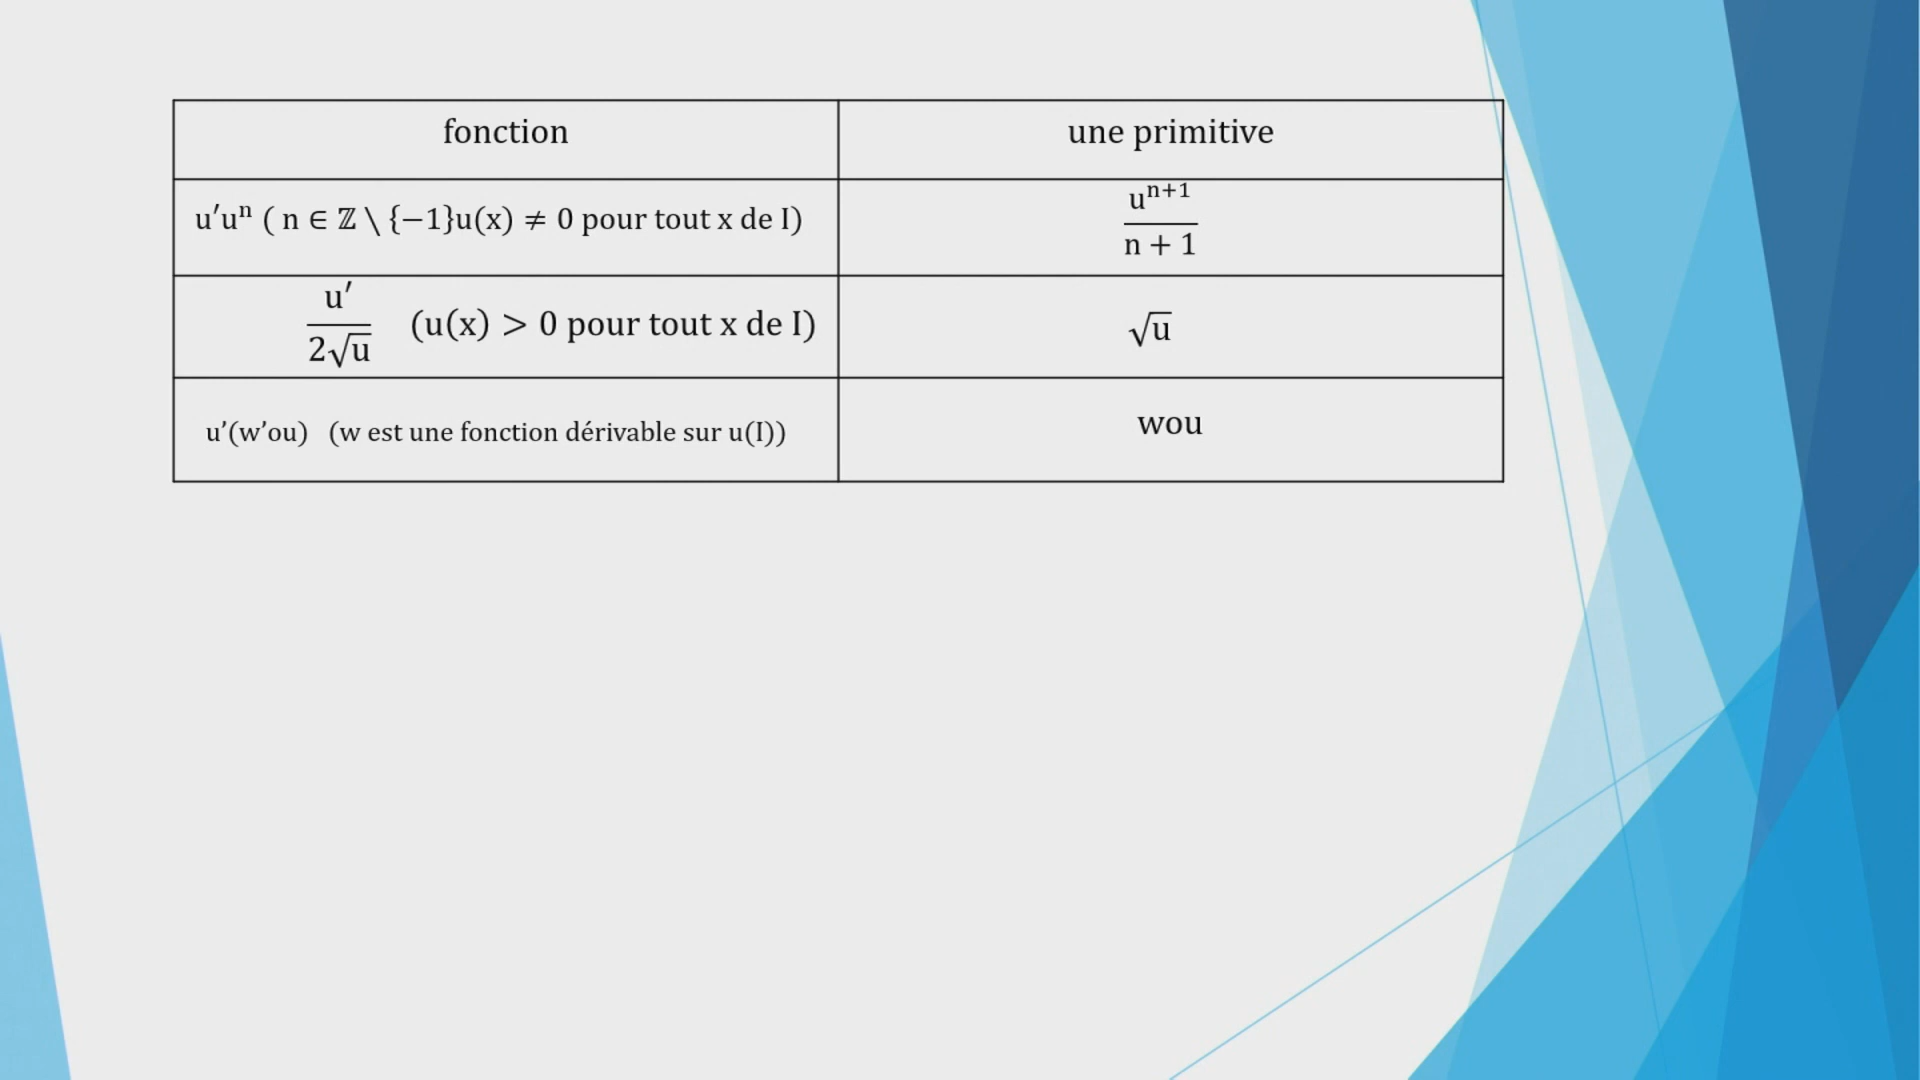 fonction
une primitive
u′uⁿ ( n ∈ ℤ \ {−1}u(x) ≠ 0 pour tout x de I)
uⁿ⁺¹
n + 1
u′
2√u
(u(x) > 0 pour tout x de I)
√u
u’(w’ou) (w est une fonction dérivable sur u(I))
wou